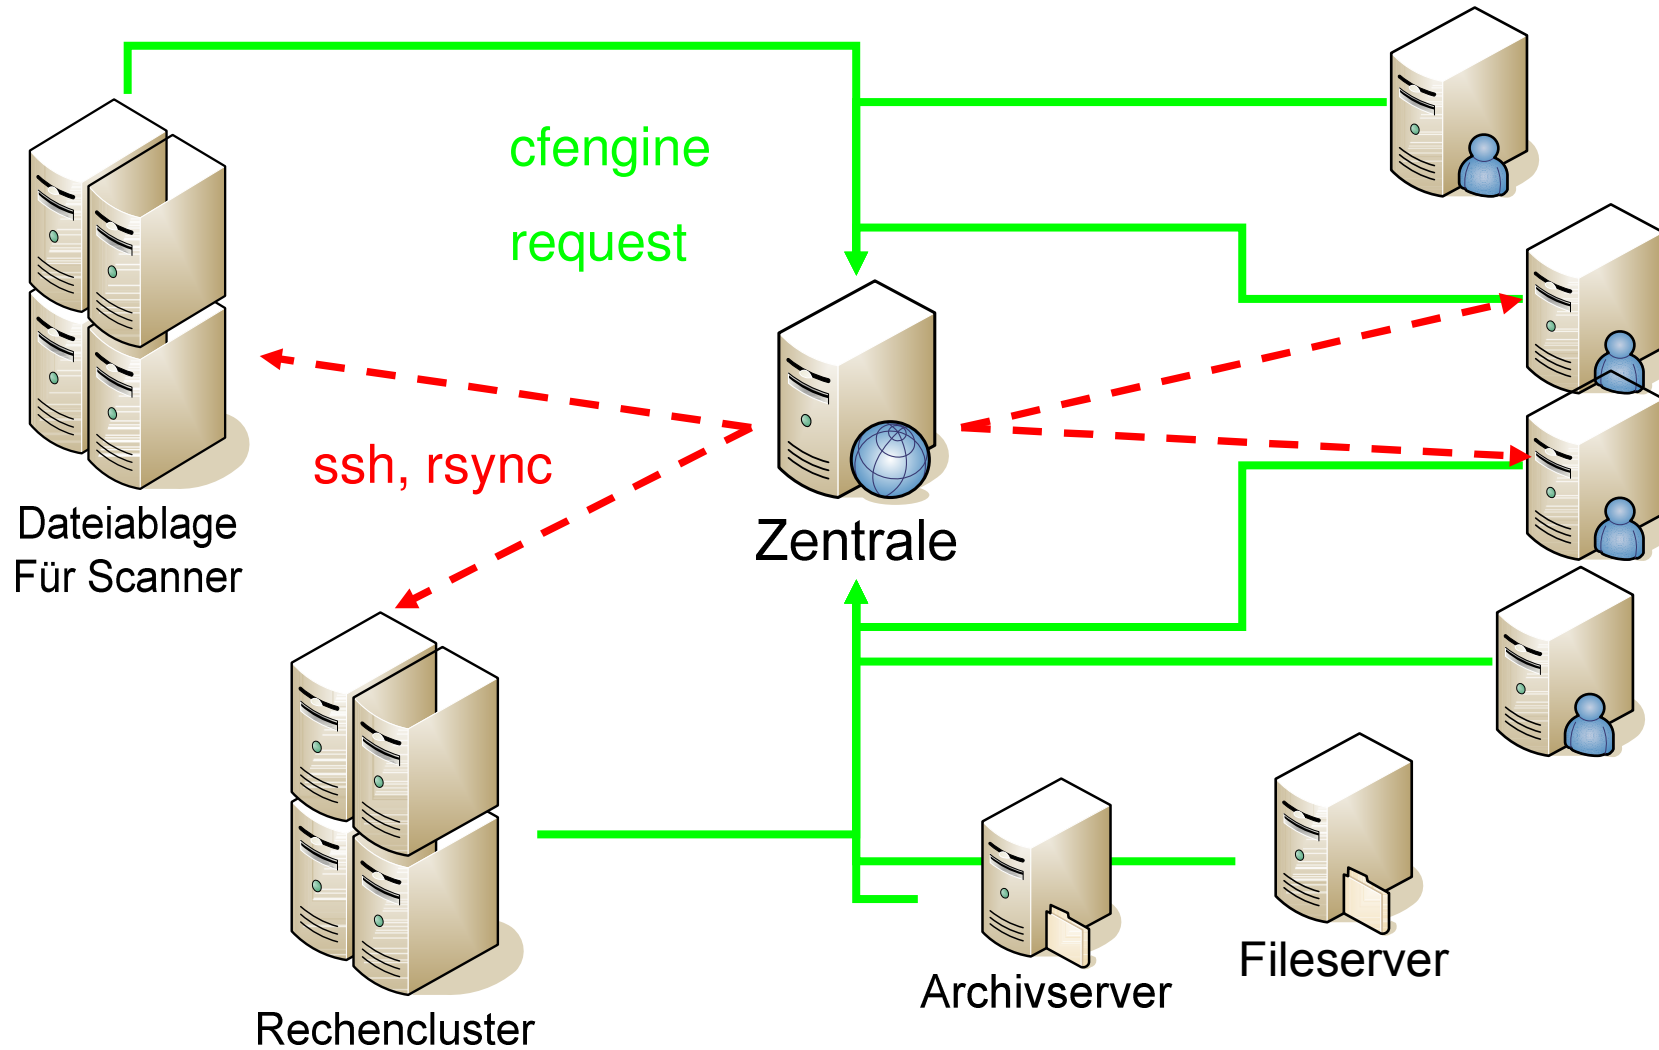 cfengine
request
ssh, rsync
Dateiablage
Für Scanner
Zentrale
Fileserver
Archivserver
Rechencluster